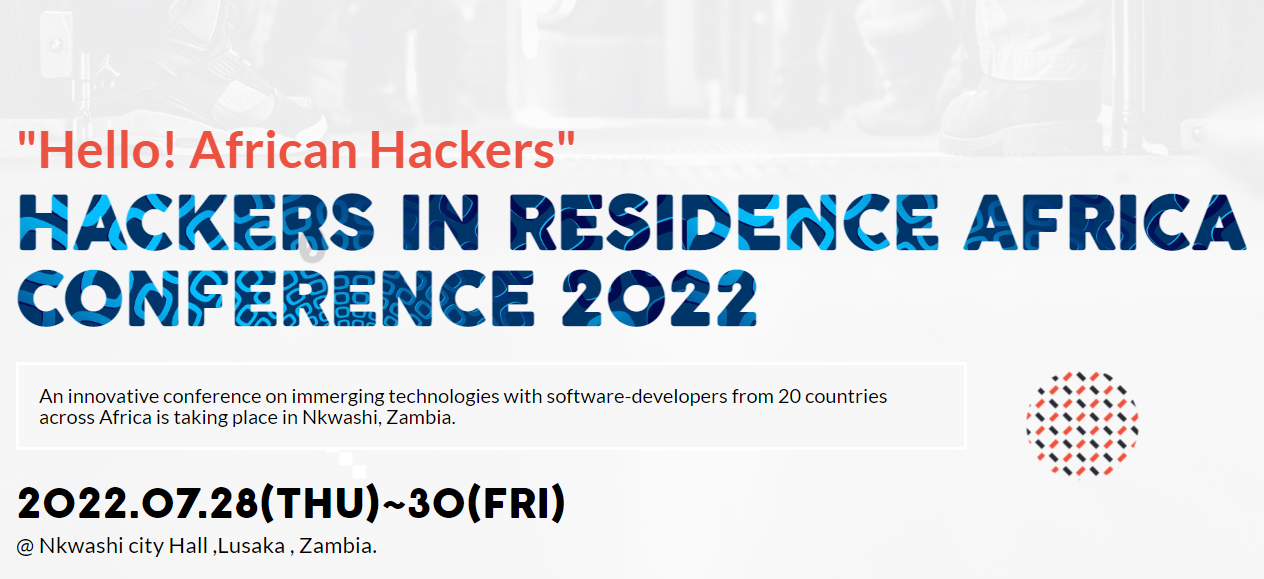 "Hello! African Hackers"
HACKERS IN RESIDENCE AFRICA
CONFERENCE 2022
An innovative conference on immerging technologies with software-developers from 20 countries
across Africa is taking place in Nkwashi, Zambia.
2022.07.28(THU)~30(FRI)
@ Nkwashi city Hall ,Lusaka , Zambia.